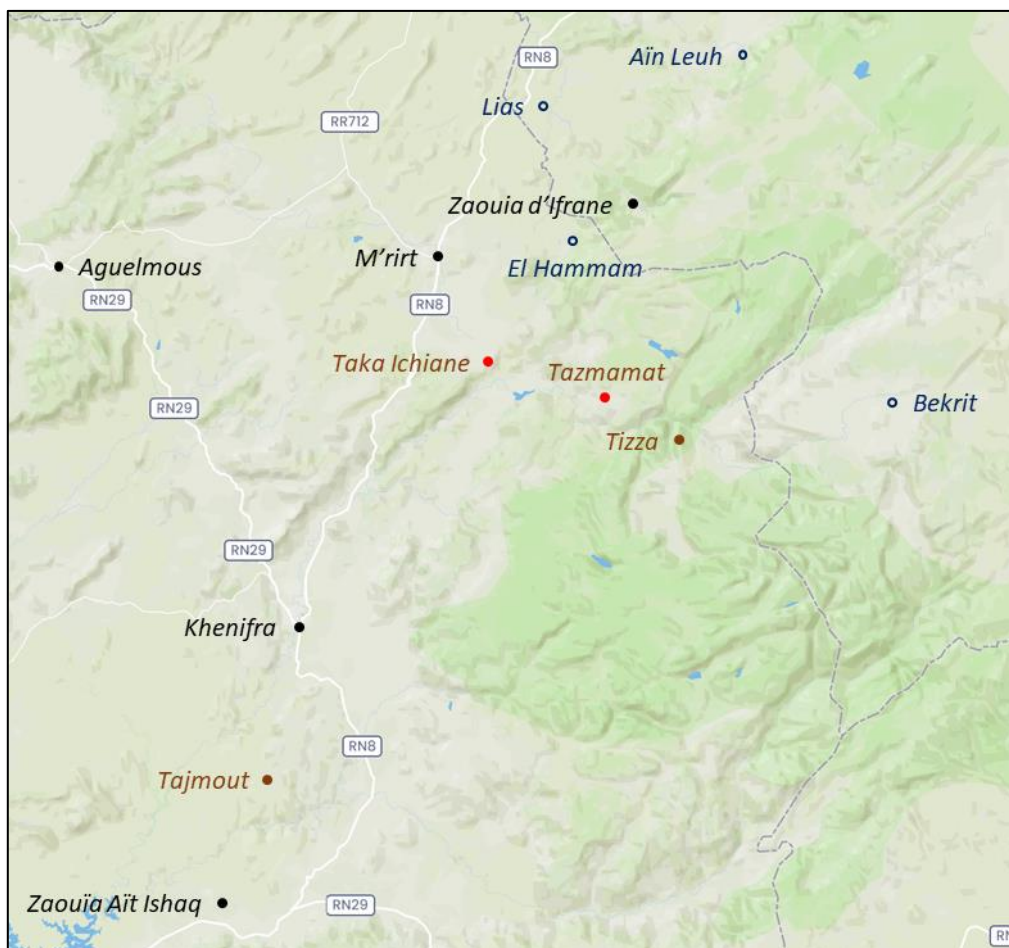 RN8
Aïn Leuh
Lias
RR712
Zaouia d’Ifrane
M’rirt
El Hammam
Aguelmous
RN29
RN8
Taka Ichiane
Tazmamat
RN29
Bekrit
Tizza
RN29
Khenifra
RN8
Tajmout
Zaouïa Aït Ishaq
RN29
RN